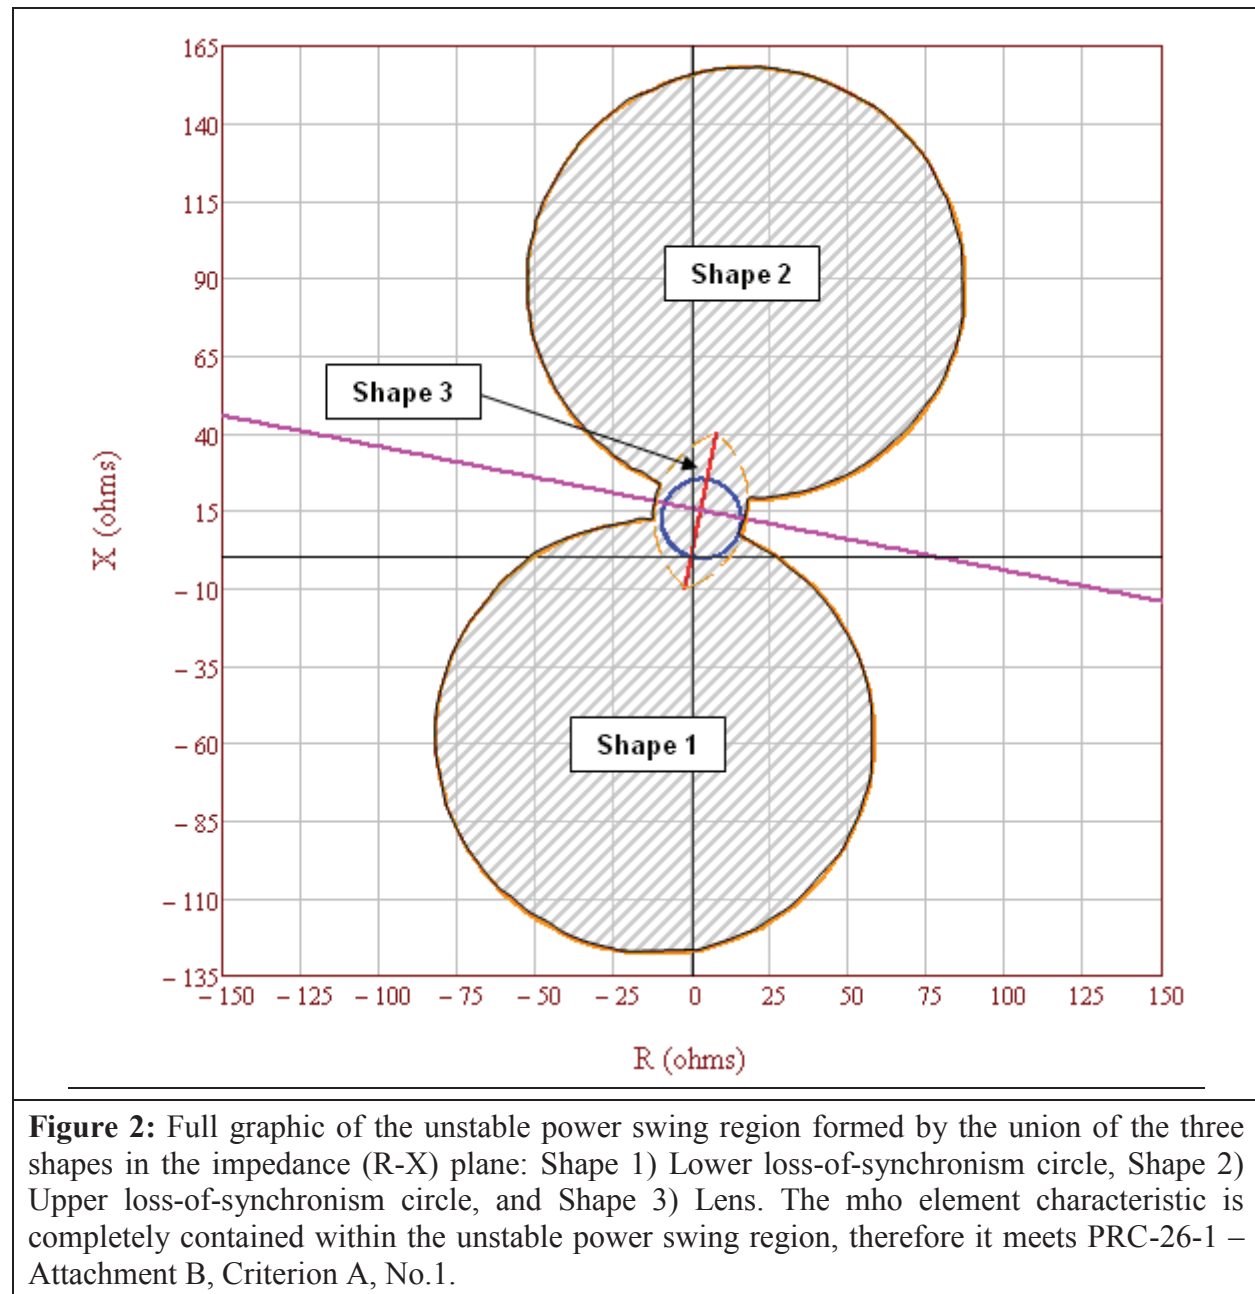 165
140
115
90
65
40
15
– 10
– 35
– 60
– 85
– 110
– 135
X (ohms)
Shape 2
Shape 3
Shape 1
– 150 – 125 – 100 – 75 – 50 – 25 0 25 50 75 100 125 150
R (ohms)
Figure 2: Full graphic of the unstable power swing region formed by the union of the three
shapes in the impedance (R-X) plane: Shape 1) Lower loss-of-synchronism circle, Shape 2)
Upper loss-of-synchronism circle, and Shape 3) Lens. The mho element characteristic is
completely contained within the unstable power swing region, therefore it meets PRC-26-1 –
Attachment B, Criterion A, No.1.